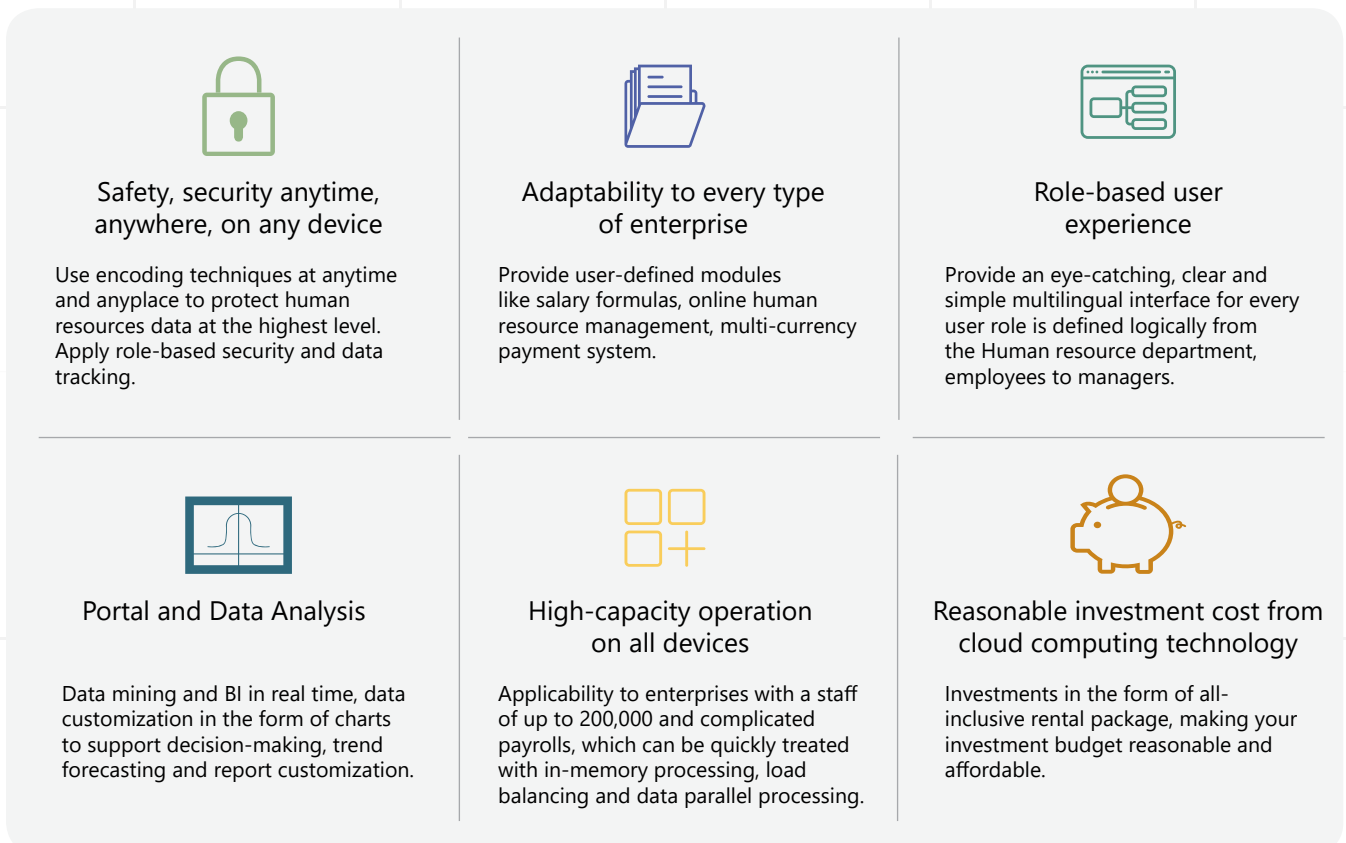 Safety, security anytime,
anywhere, on any device
Use encoding techniques at anytime
and anyplace to protect human
resources data at the highest level.
Apply role-based security and data
tracking.
Adaptability to every type
of enterprise
Provide user-defined modules
like salary formulas, online human
resource management, multi-currency
payment system.
Role-based user
experience
Provide an eye-catching, clear and
simple multilingual interface for every
user role is defined logically from
the Human resource department,
employees to managers.
Portal and Data Analysis
Data mining and BI in real time, data
customization in the form of charts
to support decision-making, trend
forecasting and report customization.
High-capacity operation
on all devices
Applicability to enterprises with a staff
of up to 200,000 and complicated
payrolls, which can be quickly treated
with in-memory processing, load
balancing and data parallel processing.
Reasonable investment cost from
cloud computing technology
Investments in the form of all-
inclusive rental package, making your
investment budget reasonable and
affordable.